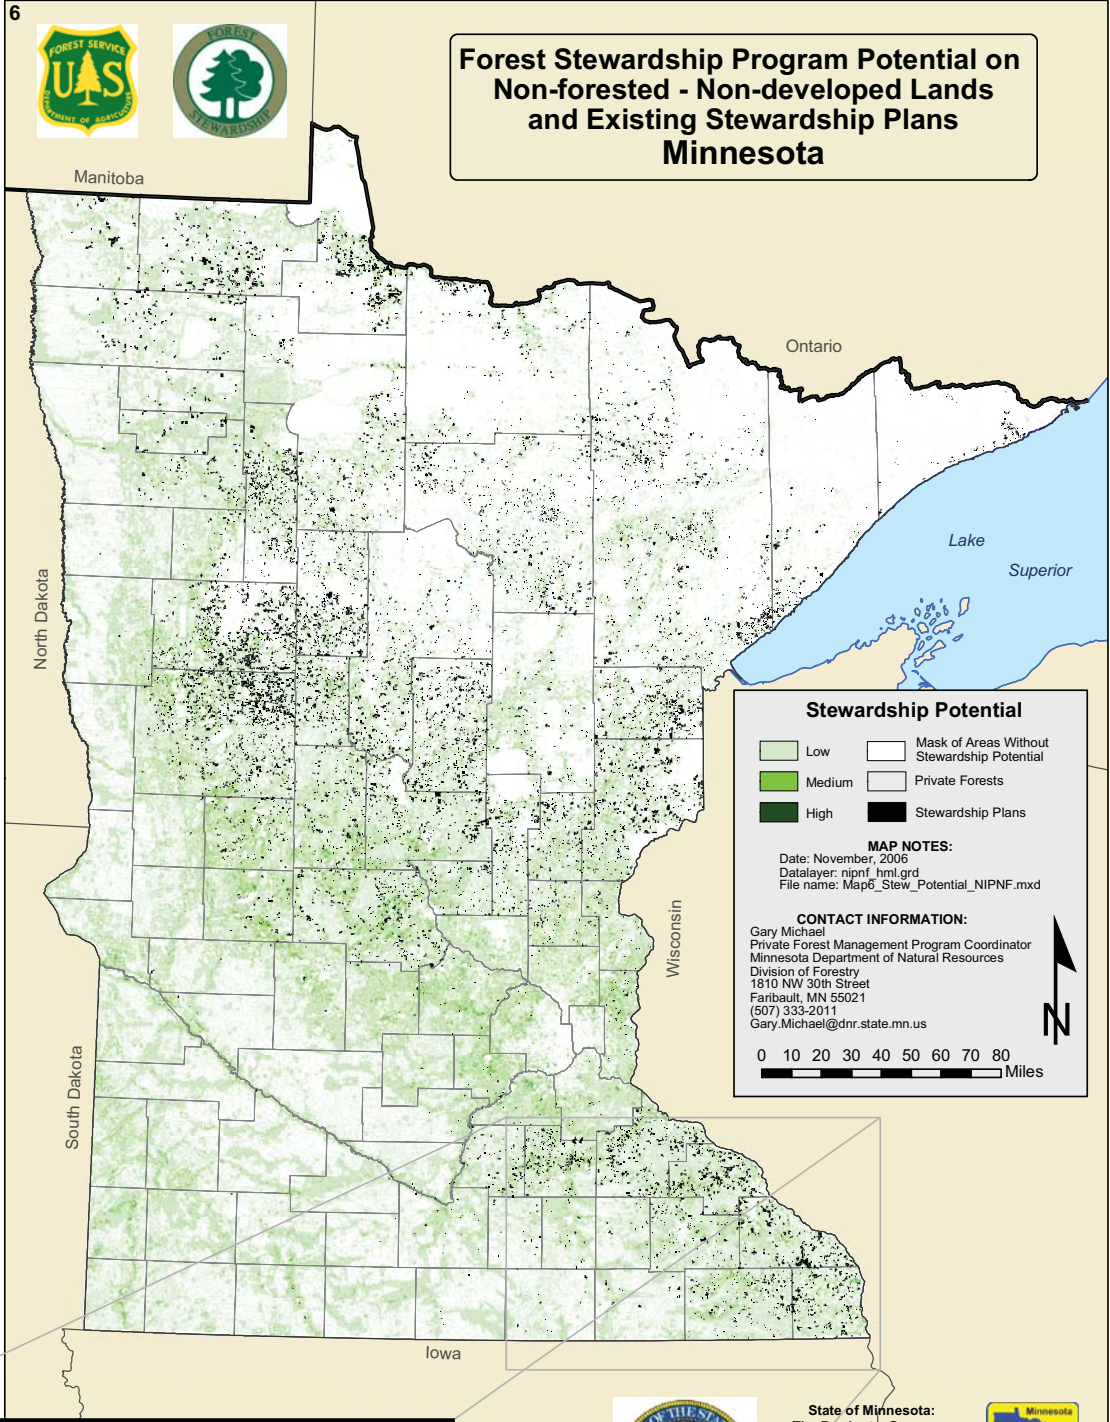 6
FOREST SERVICE
U S
DEPARTMENT OF AGRICULTURE
FOREST
STEWARDSHIP
Forest Stewardship Program Potential on
Non-forested - Non-developed Lands
and Existing Stewardship Plans
Minnesota
Manitoba
Ontario
Lake
Superior
North Dakota
Stewardship Potential
Low
Mask of Areas Without
Stewardship Potential
Medium
Private Forests
High
Stewardship Plans
MAP NOTES:
Date: November, 2006
Datalayer: nipnf_hml.grd
File name: Map6_Stew_Potential_NIPNF.mxd
CONTACT INFORMATION:
Gary Michael
Private Forest Management Program Coordinator
Minnesota Department of Natural Resources
Division of Forestry
1810 NW 30th Street
Faribault, MN 55021
(507) 333-2011
Gary.Michael@dnr.state.mn.us
N
0 10 20 30 40 50 60 70 80
Miles
Wisconsin
South Dakota
Iowa
OF THE STA
State of Minnesota:
Minnesota